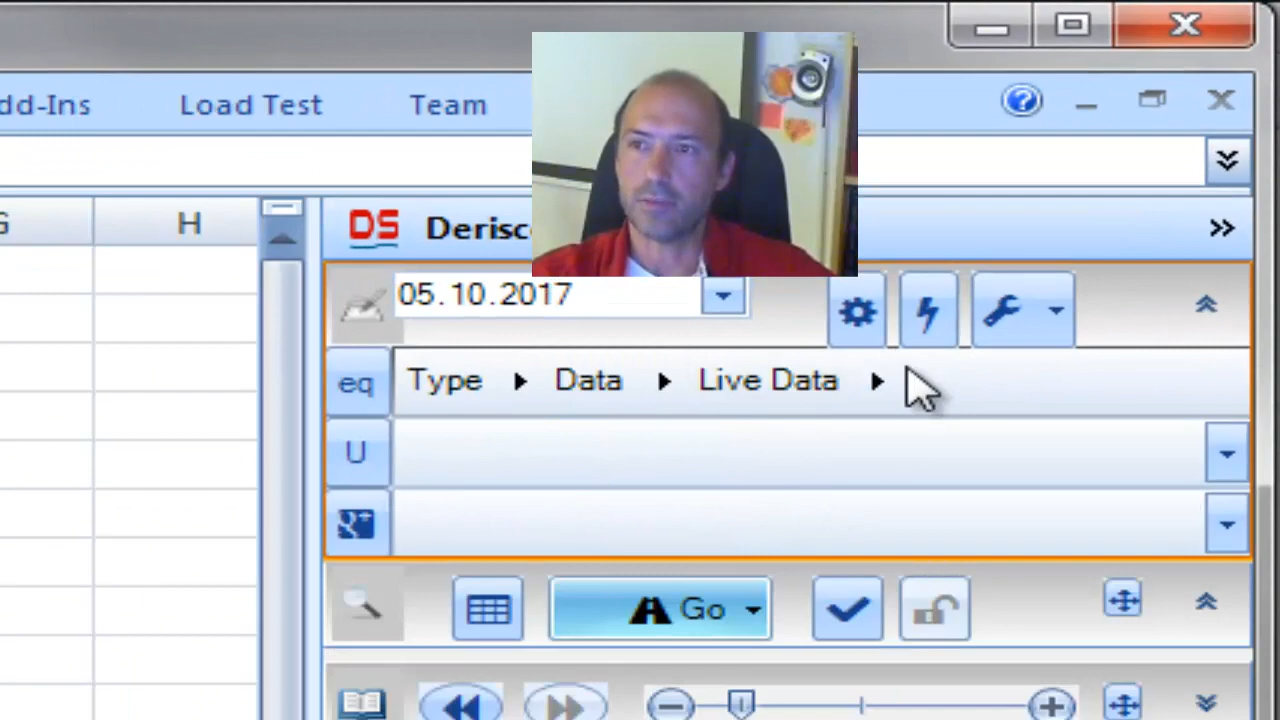 dd-Ins Load Test Team
G H DS Derisc
05.10.2017
eq Type Data Live Data
U
g+
Go